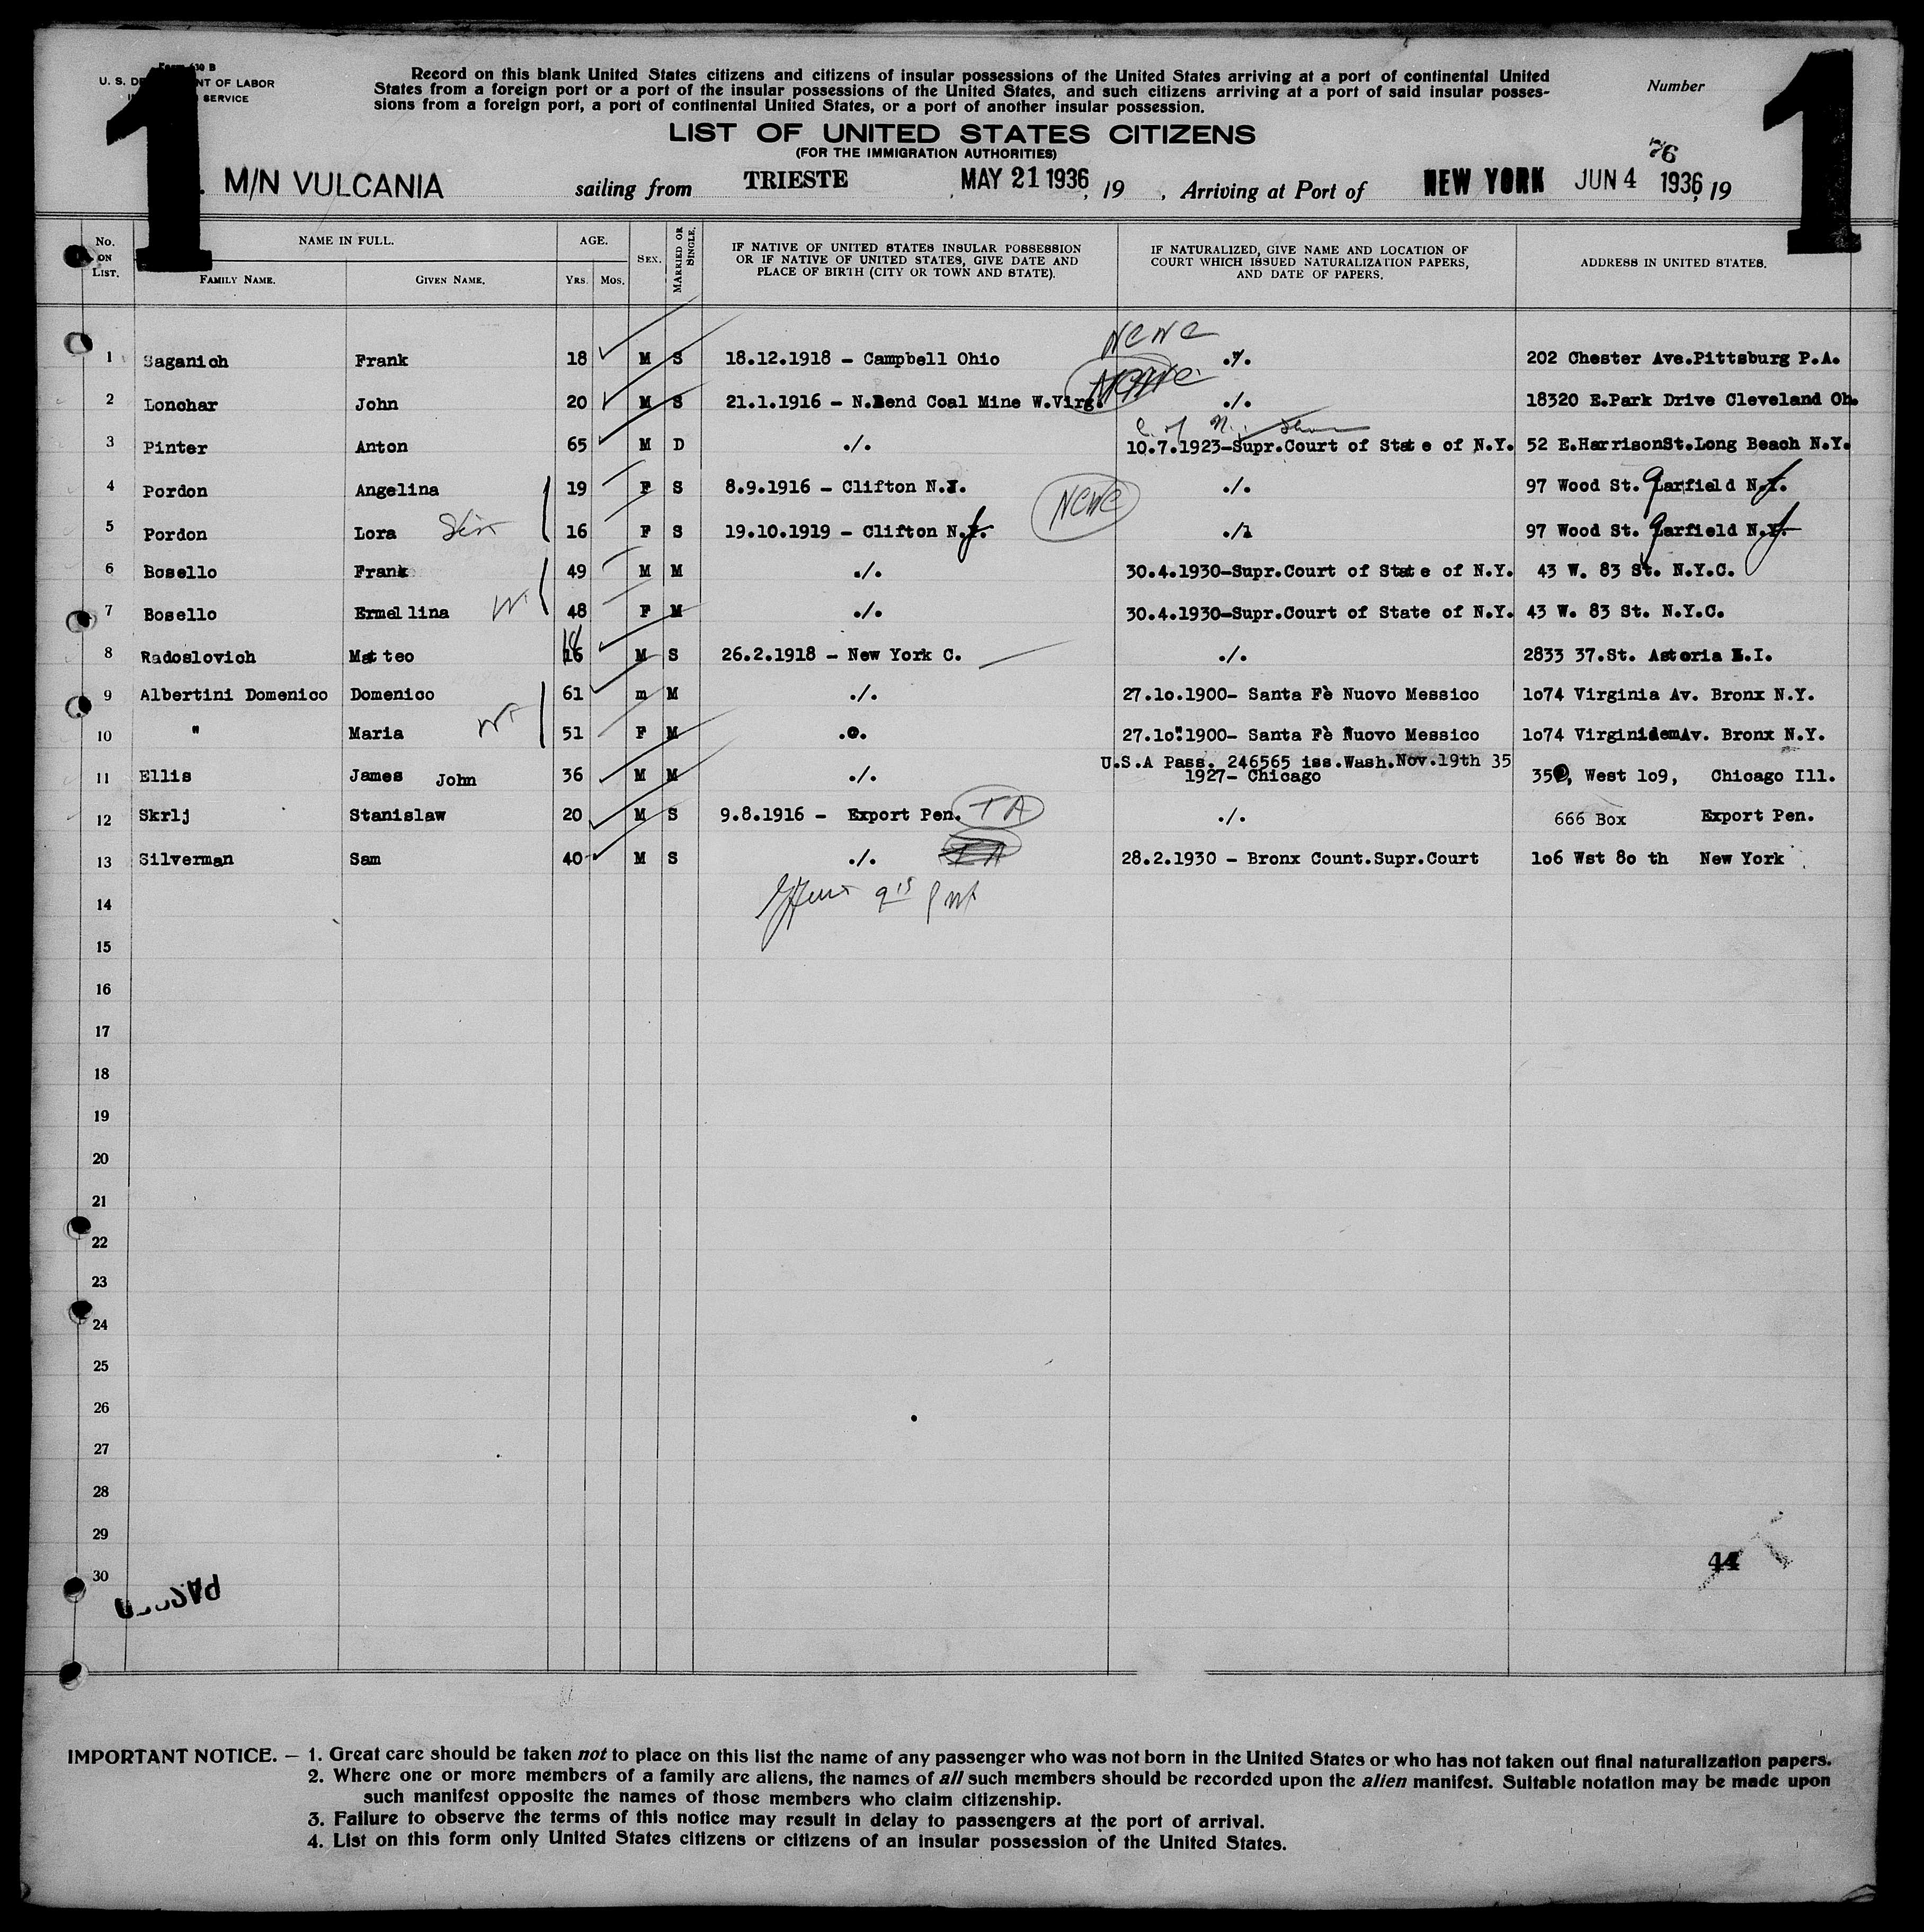 Form 630 B
U. S. DEPARTMENT OF LABOR
SERVICE
Record on this blank United States citizens and citizens of insular possessions of the United States arriving at a port of continental United
States from a foreign port or a port of the insular possessions of the United States, and such citizens arriving at a port of said insular posses-
sions from a foreign port, a port of continental United States, or a port of another insular possession.
Number
1 1
LIST OF UNITED STATES CITIZENS
(FOR THE IMMIGRATION AUTHORITIES)
76
M/N VULCANIA sailing from TRIESTE MAY 21 1936, 19 , Arriving at Port of NEW YORK JUN 4 1936, 19
No. ON LIST. NAME IN FULL. AGE. SEX. MARRIED OR SINGLE. IF NATIVE OF UNITED STATES INSULAR POSSESSION OR IF NATIVE OF UNITED STATES, GIVE DATE AND PLACE OF BIRTH (CITY OR TOWN AND STATE). IF NATURALIZED, GIVE NAME AND LOCATION OF COURT WHICH ISSUED NATURALIZATION PAPERS, AND DATE OF PAPERS. ADDRESS IN UNITED STATES.
FAMILY NAME. GIVEN NAME. YRS. MOS.
NCWC
1 Saganich Frank 18 M S 18.12.1918 - Campbell Ohio ./. 202 Chester Ave.Pittsburg P.A.
2 Lonchar John 20 M S 21.1.1916 - N.Bend Coal Mine W.Virg. NCWC ./. 18320 E.Park Drive Cleveland Oh.
C. of N.
3 Pinter Anton 65 M D ./. 10.7.1923-Supr.Court of State of N.Y. 52 E.HarrisonSt.Long Beach N.Y.
4 Pordon Angelina 19 F S 8.9.1916 - Clifton N.J. ./. 97 Wood St. Garfield N.J.
NCWC
5 Pordon Lora Sis 16 F S 19.10.1919 - Clifton N.J. ./. 97 Wood St. Garfield N.J.
6 Bosello Frank 49 M M ./. 30.4.1930-Supr.Court of State of N.Y. 43 W. 83 St. N.Y.C.
7 Bosello Ermellina W. 48 F M ./. 30.4.1930-Supr.Court of State of N.Y. 43 W. 83 St. N.Y.C.
18
8 Radoslovich Matteo 16 M S 26.2.1918 - New York C. ./. 2833 37.St. Astoria L.I.
9 Albertini Domenico Domenico 61 m M ./. 27.10.1900- Santa Fè Nuovo Messico 1o74 Virginia Av. Bronx N.Y.
10 " Maria Wf 51 F M ./. 27.10.1900- Santa Fè Nuovo Messico 1o74 Virginia Av. Bronx N.Y.
U.S.A Pass. 246565 iss.Wash.Nov.19th 35
11 Ellis James John 36 M M ./. 1927- Chicago West 1o9, Chicago Ill.
12 Skrlj Stanislaw 20 M S 9.8.1916 - Export Pen. TA ./. 666 Box Export Pen.
13 Silverman Sam 40 M S ./. TA 28.2.1930 - Bronx Count.Supr.Court 1o6 Wst 8o th New York
14
15
16
17
18
19
20
21
22
23
24
25
26
27
28
29
30
44
PASSED
IMPORTANT NOTICE. — 1. Great care should be taken not to place on this list the name of any passenger who was not born in the United States or who has not taken out final naturalization papers.
2. Where one or more members of a family are aliens, the names of all such members should be recorded upon the alien manifest. Suitable notation may be made upon
such manifest opposite the names of those members who claim citizenship.
3. Failure to observe the terms of this notice may result in delay to passengers at the port of arrival.
4. List on this form only United States citizens or citizens of an insular possession of the United States.